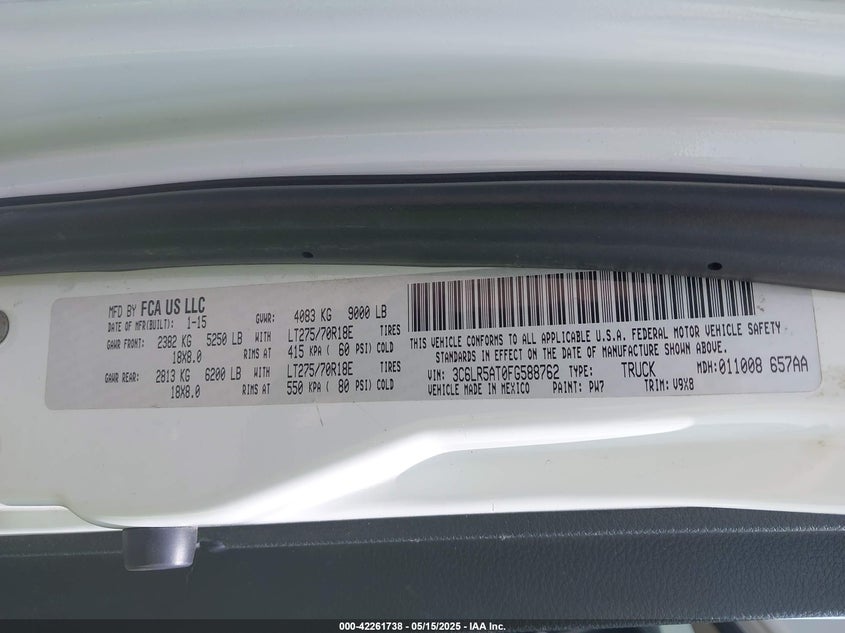 MFD BY FCA US LLC
DATE OF MFR(BUILT): 1-15 GVWR: 4083 KG 9000 LB
GAWR FRONT: 2382 KG 5250 LB WITH LT275/70R18E TIRES
18X8.0 RIMS AT 415 KPA ( 60 PSI) COLD
GAWR REAR: 2813 KG 6200 LB WITH LT275/70R18E TIRES
18X8.0 RIMS AT 550 KPA ( 80 PSI) COLD
THIS VEHICLE CONFORMS TO ALL APPLICABLE U.S.A. FEDERAL MOTOR VEHICLE SAFETY
STANDARDS IN EFFECT ON THE DATE OF MANUFACTURE SHOWN ABOVE.
VIN: 3C6LR5AT0FG588762 TYPE: TRUCK MDH:011008 657AA
VEHICLE MADE IN MEXICO PAINT: PW7 TRIM: V9X8
000-42261738 - 05/15/2025 - IAA Inc.